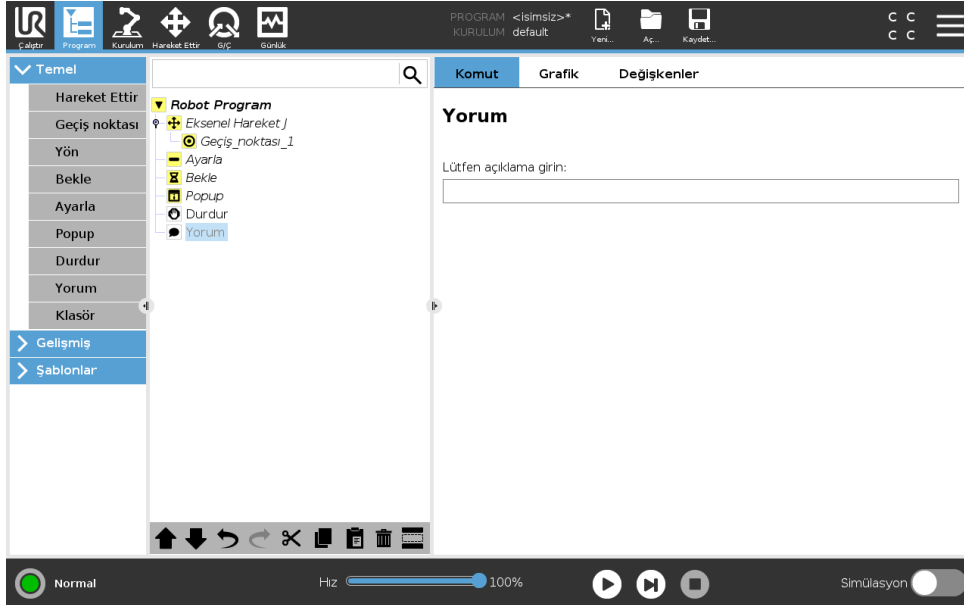 PROGRAM <isimsiz>*
KURULUM default
Çalıştır
Program
Kurulum
Hareket Ettir
G/Ç
Günlük
Yeni...
Aç...
Kaydet...
C C
C C
Temel
Hareket Ettir
Geçiş noktası
Yön
Bekle
Ayarla
Popup
Durdur
Yorum
Klasör
Gelişmiş
Şablonlar
Robot Program
Eksenel Hareket J
Geçiş_noktası_1
Ayarla
Bekle
Popup
Durdur
Yorum
Komut
Grafik
Değişkenler
Yorum
Lütfen açıklama girin:
Normal
Hız
100%
Simülasyon